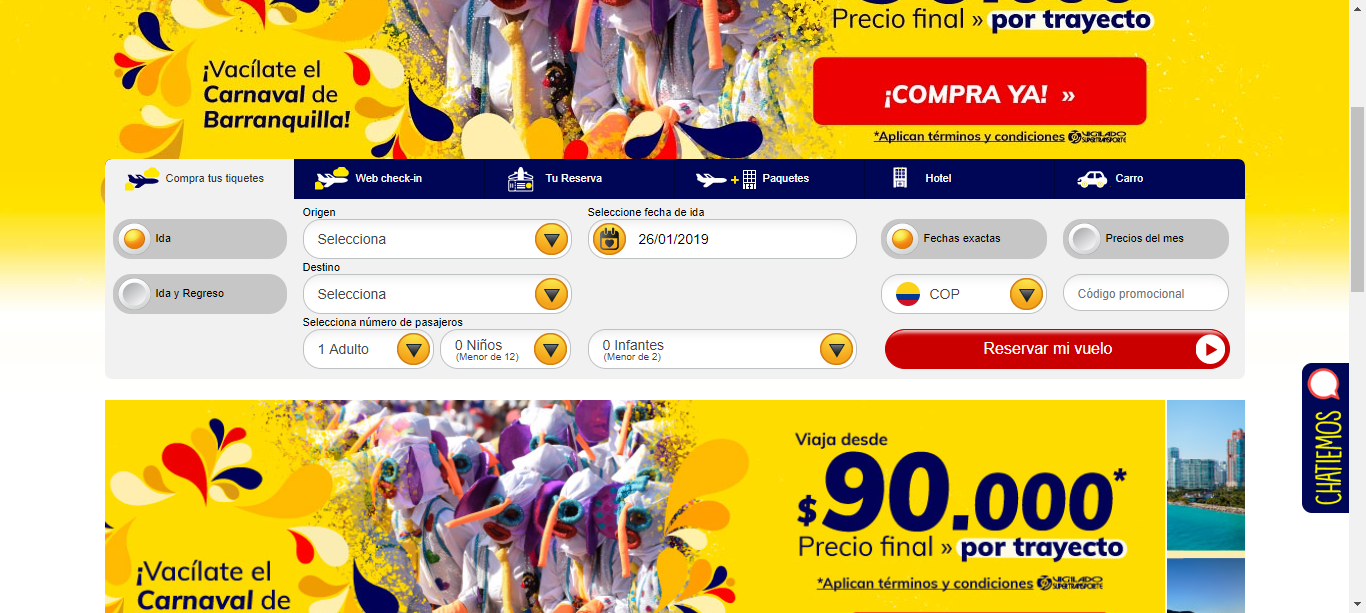 Precio final » por trayecto
¡Vacílate el
Carnaval de
Barranquilla!
¡COMPRA YA! »
*Aplican términos y condiciones VIGILADO
SUPERTRANSPORTE
Compra tus tiquetes
Web check-in
Tu Reserva
+
Paquetes
Hotel
Carro
Ida
Ida y Regreso
Origen
Selecciona
Destino
Selecciona
Selecciona número de pasajeros
1 Adulto
0 Niños
(Menor de 12)
0 Infantes
(Menor de 2)
Seleccione fecha de ida
26/01/2019
Fechas exactas
Precios del mes
COP
Código promocional
Reservar mi vuelo
CHATIEMOS
Viaja desde
$90.000*
Precio final » por trayecto
*Aplican términos y condiciones VIGILADO
SUPERTRANSPORTE
¡Vacílate el
Carnaval de